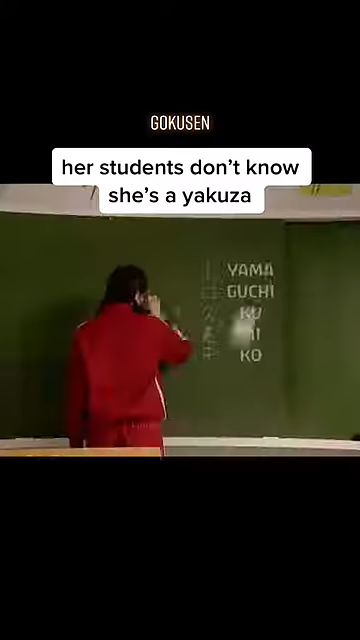 GOKUSEN
her students don't know
she's a yakuza
YAMA
GUCHI
KU
KO